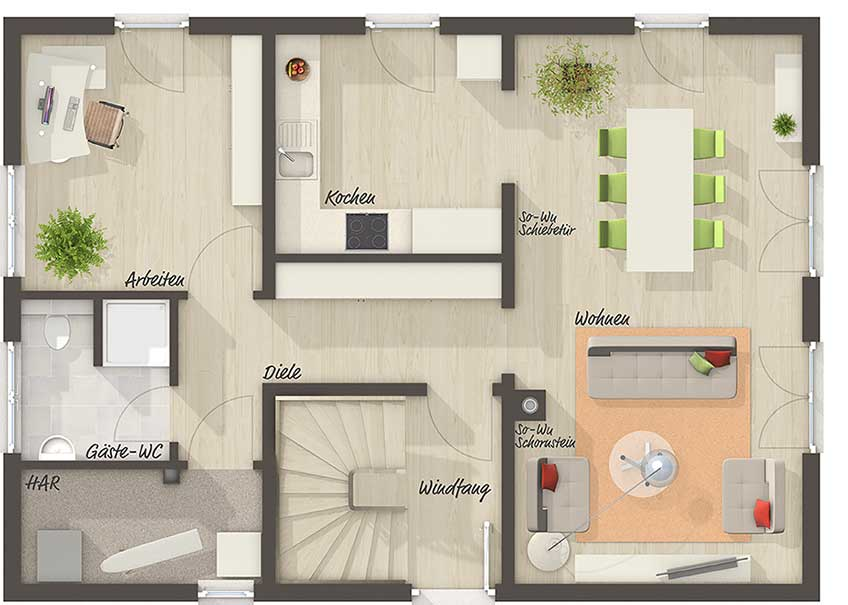 Kochen
So-Wu
Schiebetür
Arbeiten
Wohnen
Diele
So-Wu
Schornstein
Gäste-WC
HAR
Windfang